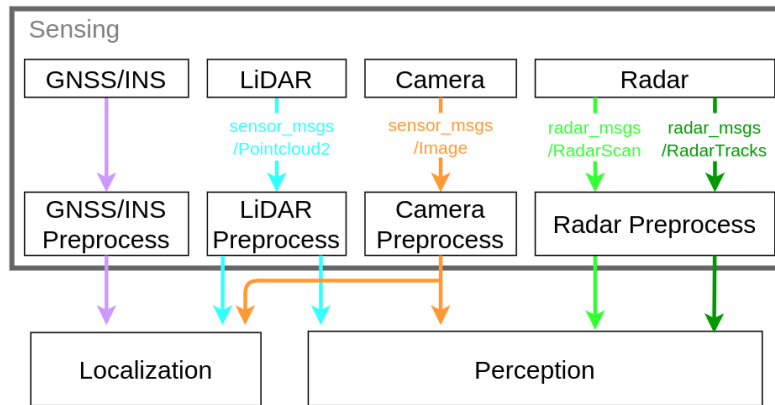 Sensing
GNSS/INS
LiDAR
Camera
Radar
sensor_msgs
/Pointcloud2
sensor_msgs
/Image
radar_msgs
/RadarScan
radar_msgs
/RadarTracks
GNSS/INS
Preprocess
LiDAR
Preprocess
Camera
Preprocess
Radar Preprocess
Localization
Perception